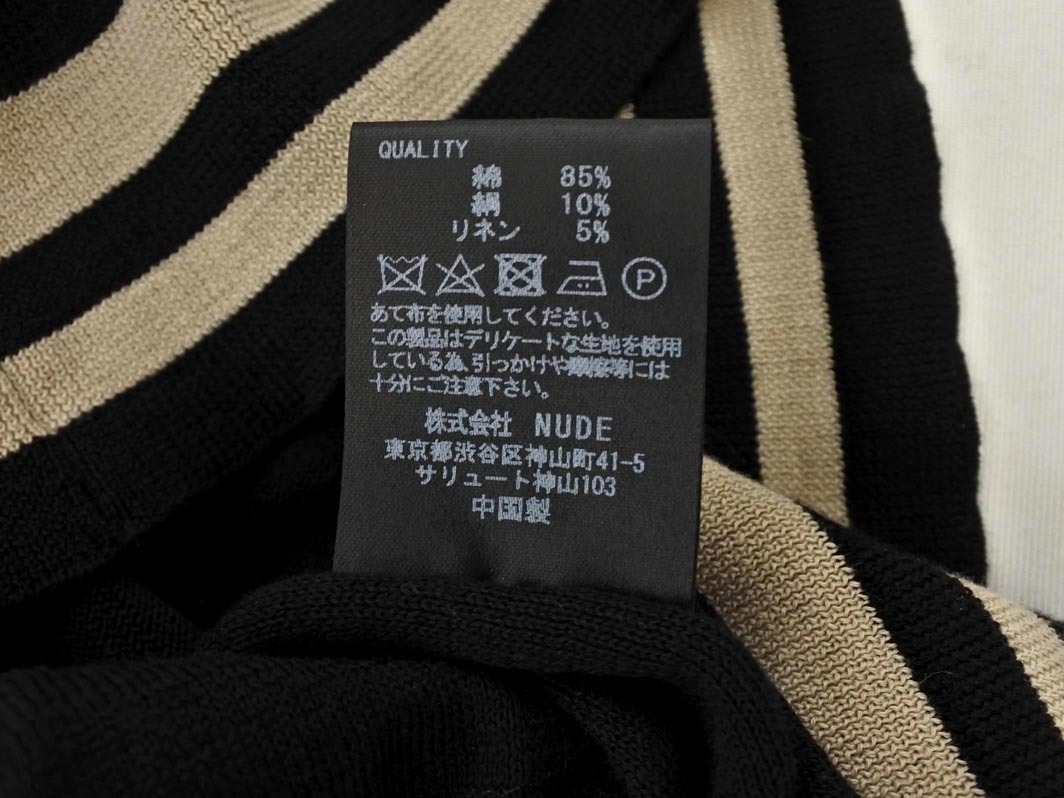 QUALITY
綿 85%
絹 10%
リネン 5%
P
あて布を使用してください。
この製品はデリケートな生地を使用
している為、引っかけや摩擦等には
十分にご注意下さい。
株式会社 NUDE
東京都渋谷区神山町41-5
サリュート神山103
中国製